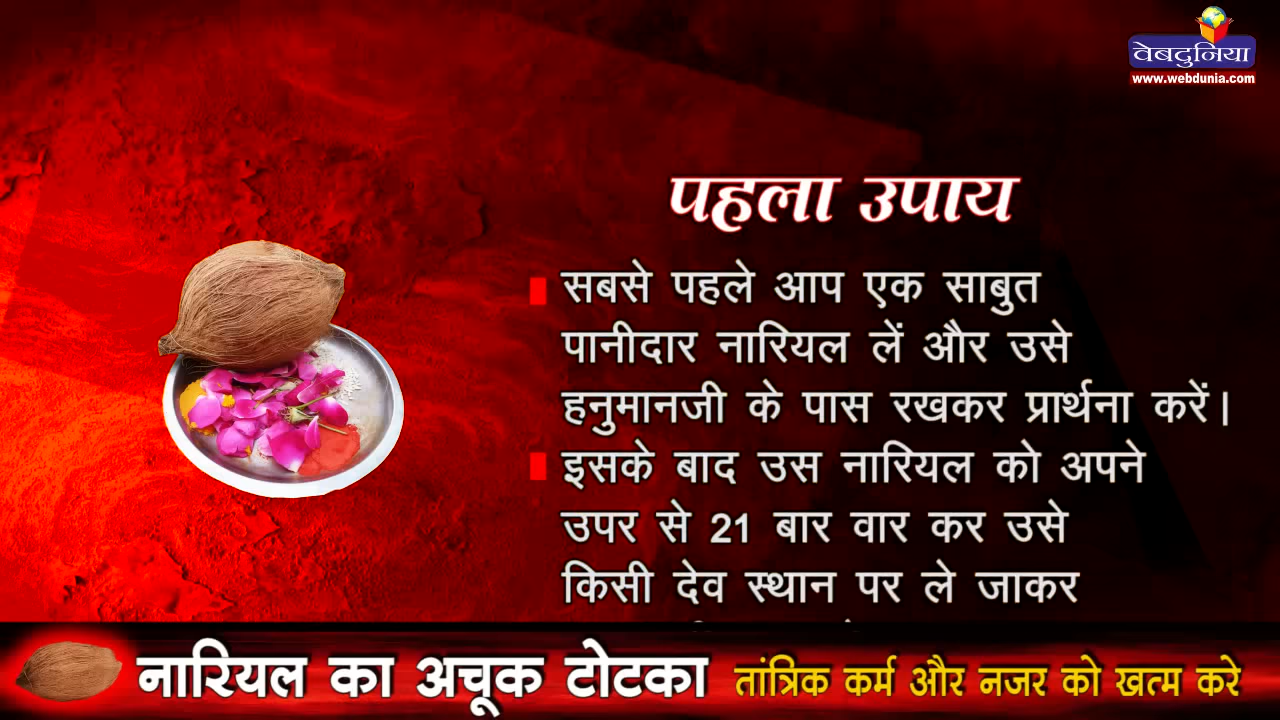 वेबदुनिया
www.webdunia.com
पहला उपाय
सबसे पहले आप एक साबुत
पानीदार नारियल लें और उसे
हनुमानजी के पास रखकर प्रार्थना करें।
इसके बाद उस नारियल को अपने
उपर से 21 बार वार कर उसे
किसी देव स्थान पर ले जाकर
नारियल का अचूक टोटका तांत्रिक कर्म और नजर को खत्म करे